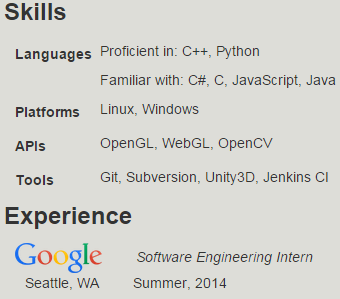 Skills
Languages Proficient in: C++, Python
Familiar with: C#, C, JavaScript, Java
Platforms Linux, Windows
APIs OpenGL, WebGL, OpenCV
Tools Git, Subversion, Unity3D, Jenkins CI
Experience
Google Software Engineering Intern
Seattle, WA Summer, 2014